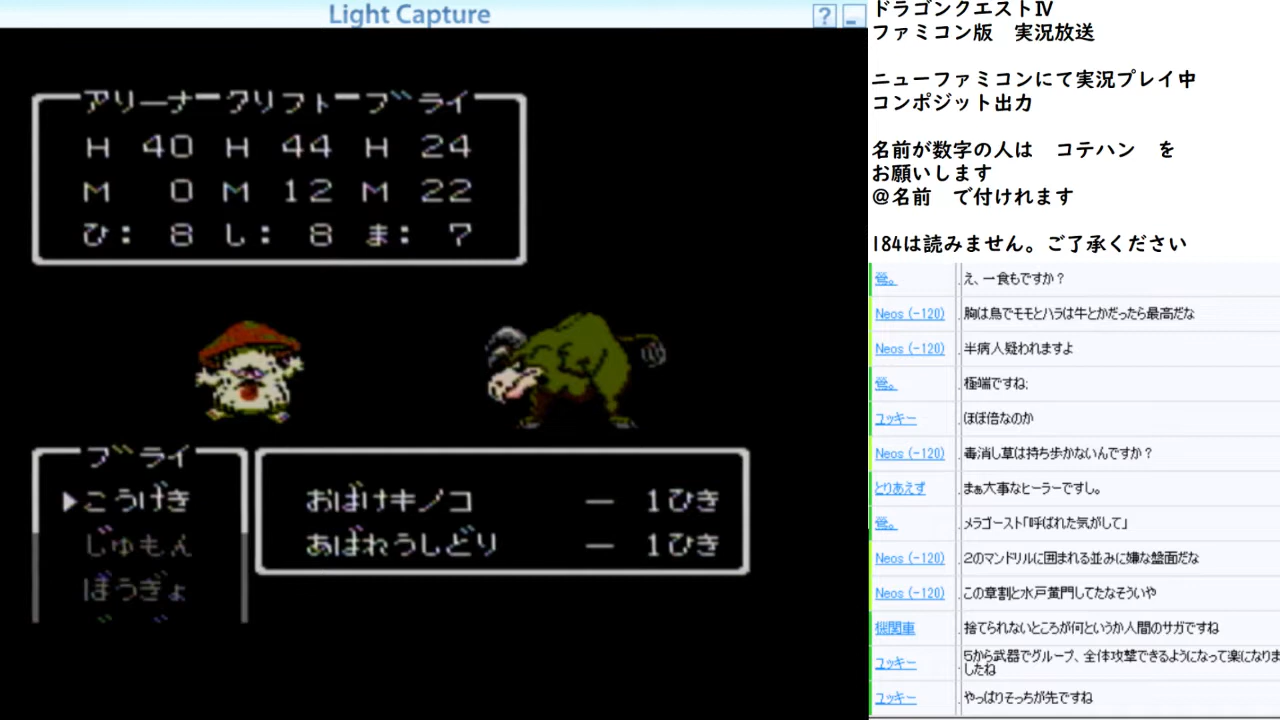 Light Capture
アリーナ クリフト ブライ
H 40 H 44 H 24
M 0 M 12 M 22
ひ: 8 し: 8 ま: 7
ブライ
▶こうげき
じゅもん
ぼうぎょ
おばけキノコ ― 1ひき
あばれうしどり ― 1ひき
ドラゴンクエストⅣ
ファミコン版 実況放送
ニューファミコンにて実況プレイ中
コンポジット出力
名前が数字の人は コテハン を
お願いします
@名前 で付けれます
184は読みません。ご了承ください
鶯。 え、一食もですか?
Neos (-120) 胸は鳥でモモとハラは牛とかだったら最高だな
Neos (-120) 半病人疑われますよ
鶯。 極端ですね;
ユッキー ほぼ倍なのか
Neos (-120) 毒消し草は持ち歩かないんですか?
とりあえず まぁ大事なヒーラーですし。
鶯。 メラゴースト「呼ばれた気がして」
Neos (-120) 2のマンドリルに囲まれる並みに嫌な盤面だな
Neos (-120) この章割と水戸黄門してたなそういや
機関車 捨てられないところが何というか人間のサガですね
ユッキー 5から武器でグループ、全体攻撃できるようになって楽になりま
したね
ユッキー やっぱりそっちが先ですね